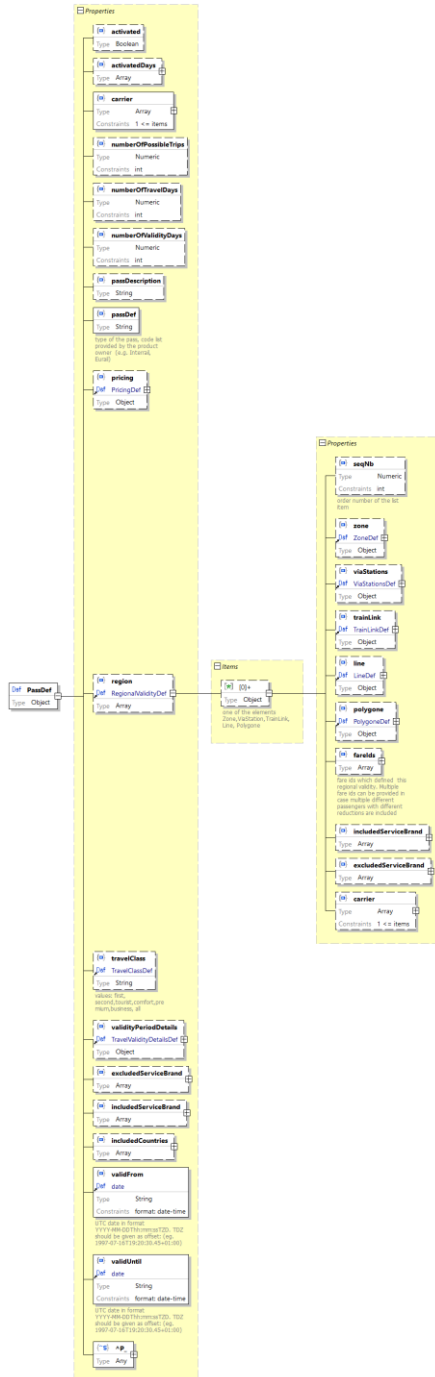 Properties
activated
Type Boolean
activatedDays
Type Array
carrier
Type Array
Constraints 1 <= items
numberOfPossibleTrips
Type Numeric
Constraints int
numberOfTravelDays
Type Numeric
Constraints int
numberOfValidityDays
Type Numeric
Constraints int
passDescription
Type String
passDef
Type String
type of the pass, code list
provided by the product
owner (e.g. Interrail,
Eurail)
pricing
Def PricingDef
Type Object
Def PassDef
Type Object
region
Def RegionalValidityDef
Type Array
Items
[0]+
Type Object
one of the elements
Zone,ViaStation,TrainLink,
Line, Polygone
Properties
seqNb
Type Numeric
Constraints int
order number of the list
item
zone
Def ZoneDef
Type Object
viaStations
Def ViaStationsDef
Type Object
trainLink
Def TrainLinkDef
Type Object
line
Def LineDef
Type Object
polygone
Def PolygoneDef
Type Object
fareIds
Type Array
fare ids which defined the
regional validity. Multiple
fare ids can be provided in
case multiple different
passengers with different
reductions are included
includedServiceBrand
Type Array
excludedServiceBrand
Type Array
carrier
Type Array
Constraints 1 <= items
travelClass
Def TravelClassDef
Type String
values: first,
second,tourist,comfort,pre
mium,business, all
validityPeriodDetails
Def TravelValidityDetailsDef
Type Object
excludedServiceBrand
Type Array
includedServiceBrand
Type Array
includedCountries
Type Array
validFrom
Def date
Type String
Constraints format: date-time
UTC date in format
YYYY-MM-DDThh:mm:ssTZD. TDZ
should be given as offset: (eg.
1997-07-16T19:20:30.45+01:00)
validUntil
Def date
Type String
Constraints format: date-time
UTC date in format
YYYY-MM-DDThh:mm:ssTZD. TDZ
should be given as offset: (eg.
1997-07-16T19:20:30.45+01:00)
^P_
Type Any